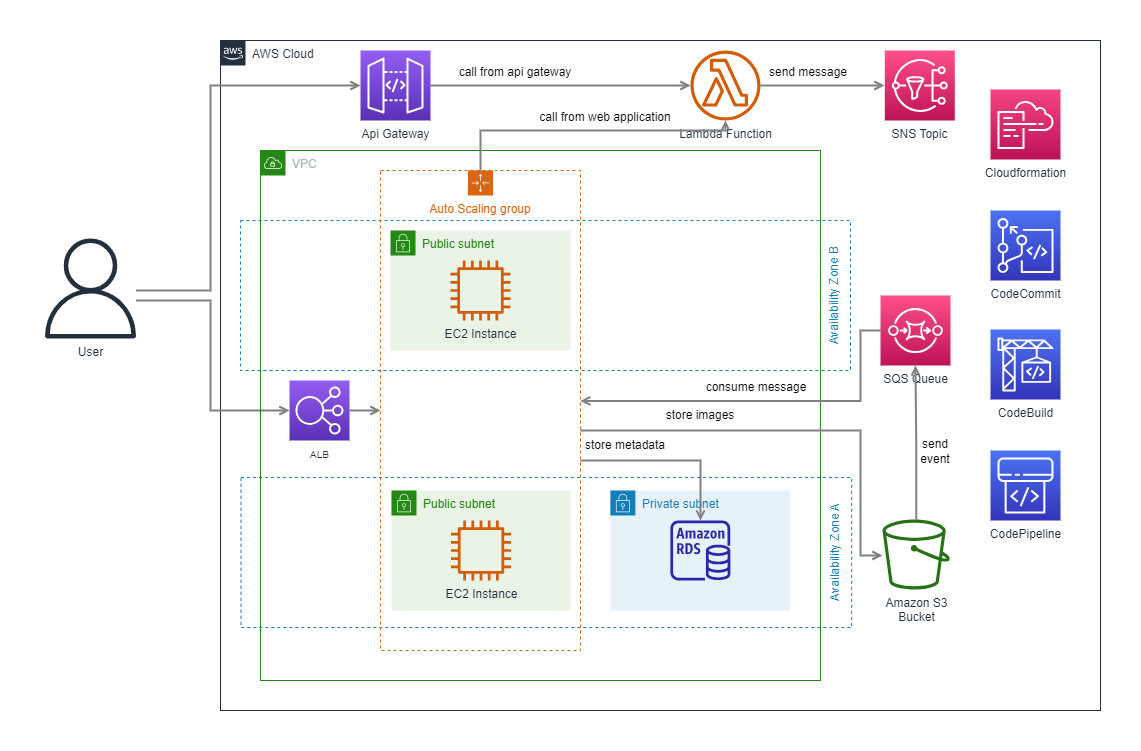 aws
AWS Cloud
call from api gateway
send message
Api Gateway
call from web application
Lambda Function
SNS Topic
VPC
Cloudformation
Auto Scaling group
Public subnet
EC2 Instance
Availability Zone B
CodeCommit
User
SQS Queue
consume message
store images
CodeBuild
ALB
store metadata
send
event
Public subnet
EC2 Instance
Private subnet
Amazon
RDS
Availability Zone A
CodePipeline
Amazon S3
Bucket